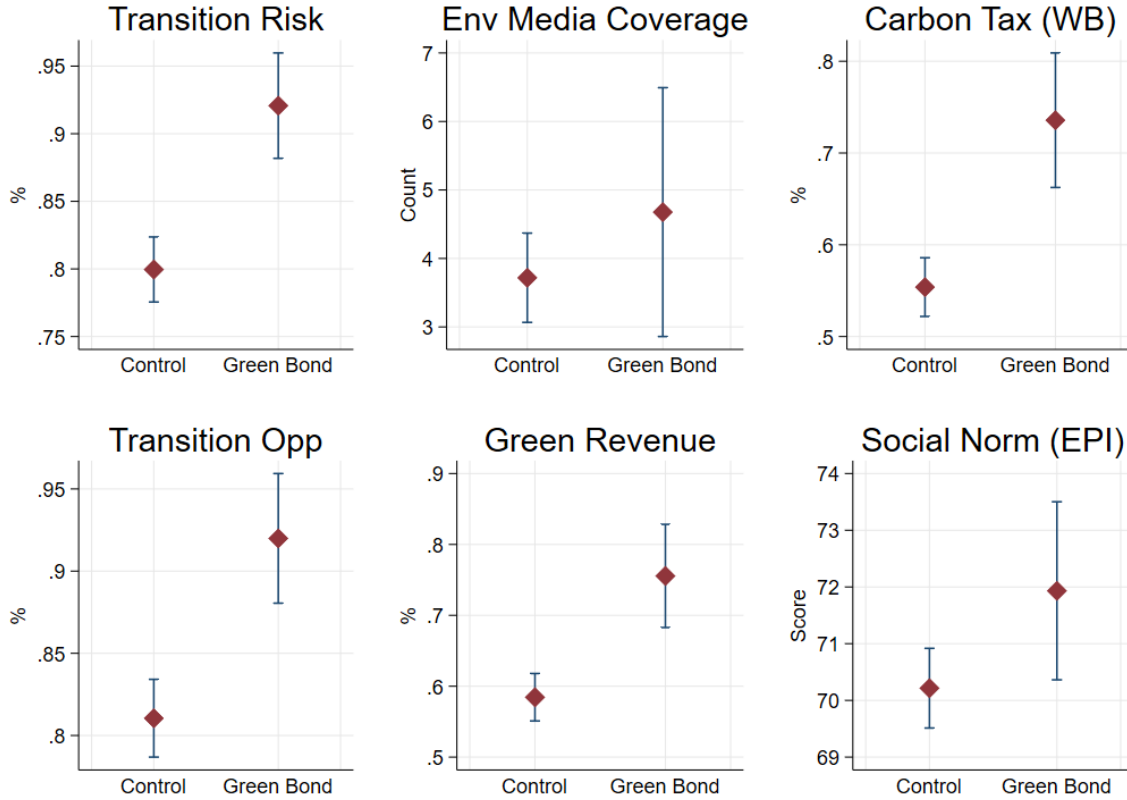 Transition Risk
.95
.9
.85
.8
.75
%
Control Green Bond
Env Media Coverage
7
6
5
4
3
Count
Control Green Bond
Carbon Tax (WB)
.8
.7
.6
.5
%
Control Green Bond
Transition Opp
.95
.9
.85
.8
%
Control Green Bond
Green Revenue
.9
.8
.7
.6
.5
%
Control Green Bond
Social Norm (EPI)
74
73
72
71
70
69
Score
Control Green Bond